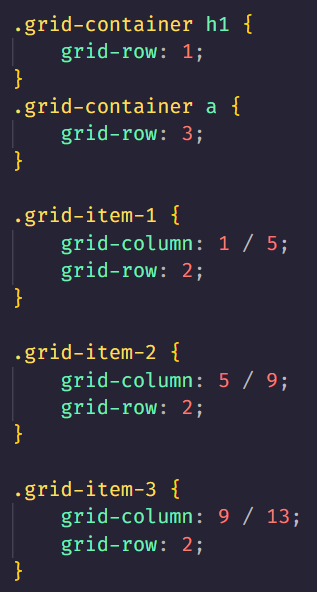 .grid-container h1 {
    grid-row: 1;
}
.grid-container a {
    grid-row: 3;
}

.grid-item-1 {
    grid-column: 1 / 5;
    grid-row: 2;
}

.grid-item-2 {
    grid-column: 5 / 9;
    grid-row: 2;
}

.grid-item-3 {
    grid-column: 9 / 13;
    grid-row: 2;
}